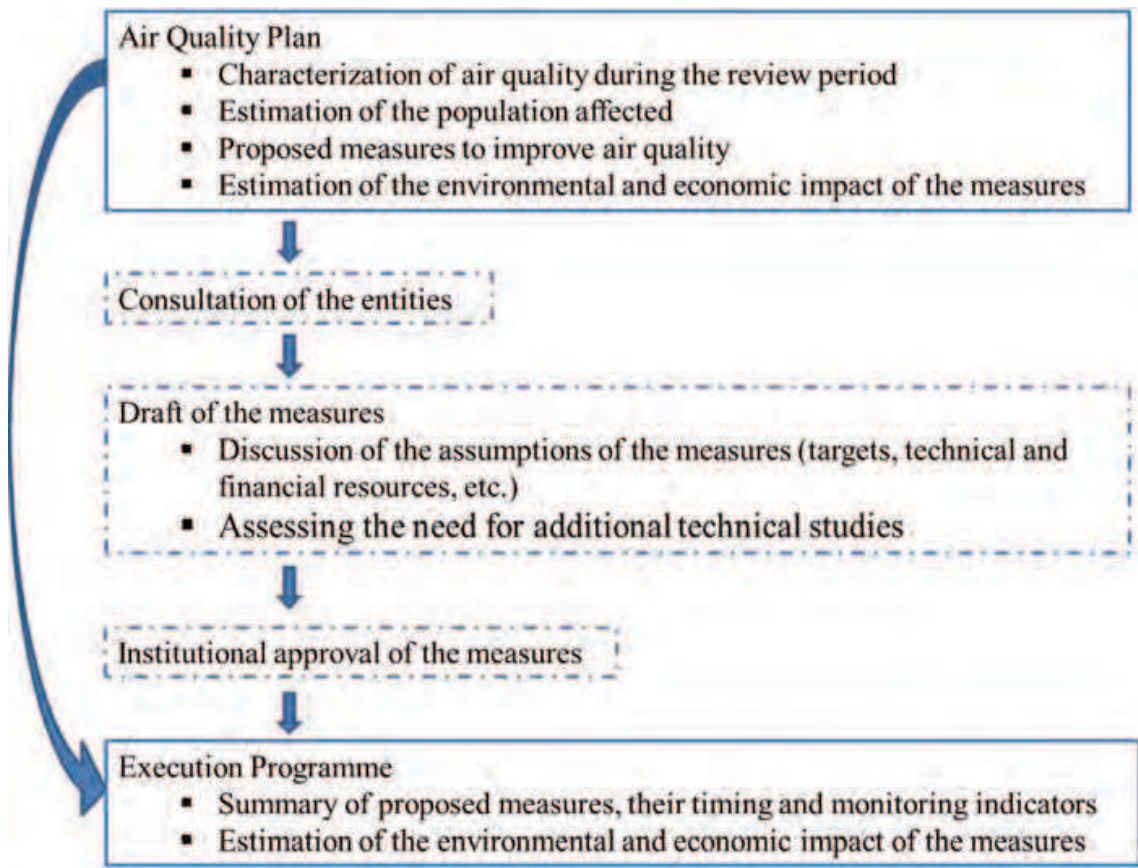 Air Quality Plan
▪ Characterization of air quality during the review period
▪ Estimation of the population affected
▪ Proposed measures to improve air quality
▪ Estimation of the environmental and economic impact of the measures
Consultation of the entities
Draft of the measures
▪ Discussion of the assumptions of the measures (targets, technical and
financial resources, etc.)
▪ Assessing the need for additional technical studies
Institutional approval of the measures
Execution Programme
▪ Summary of proposed measures, their timing and monitoring indicators
▪ Estimation of the environmental and economic impact of the measures